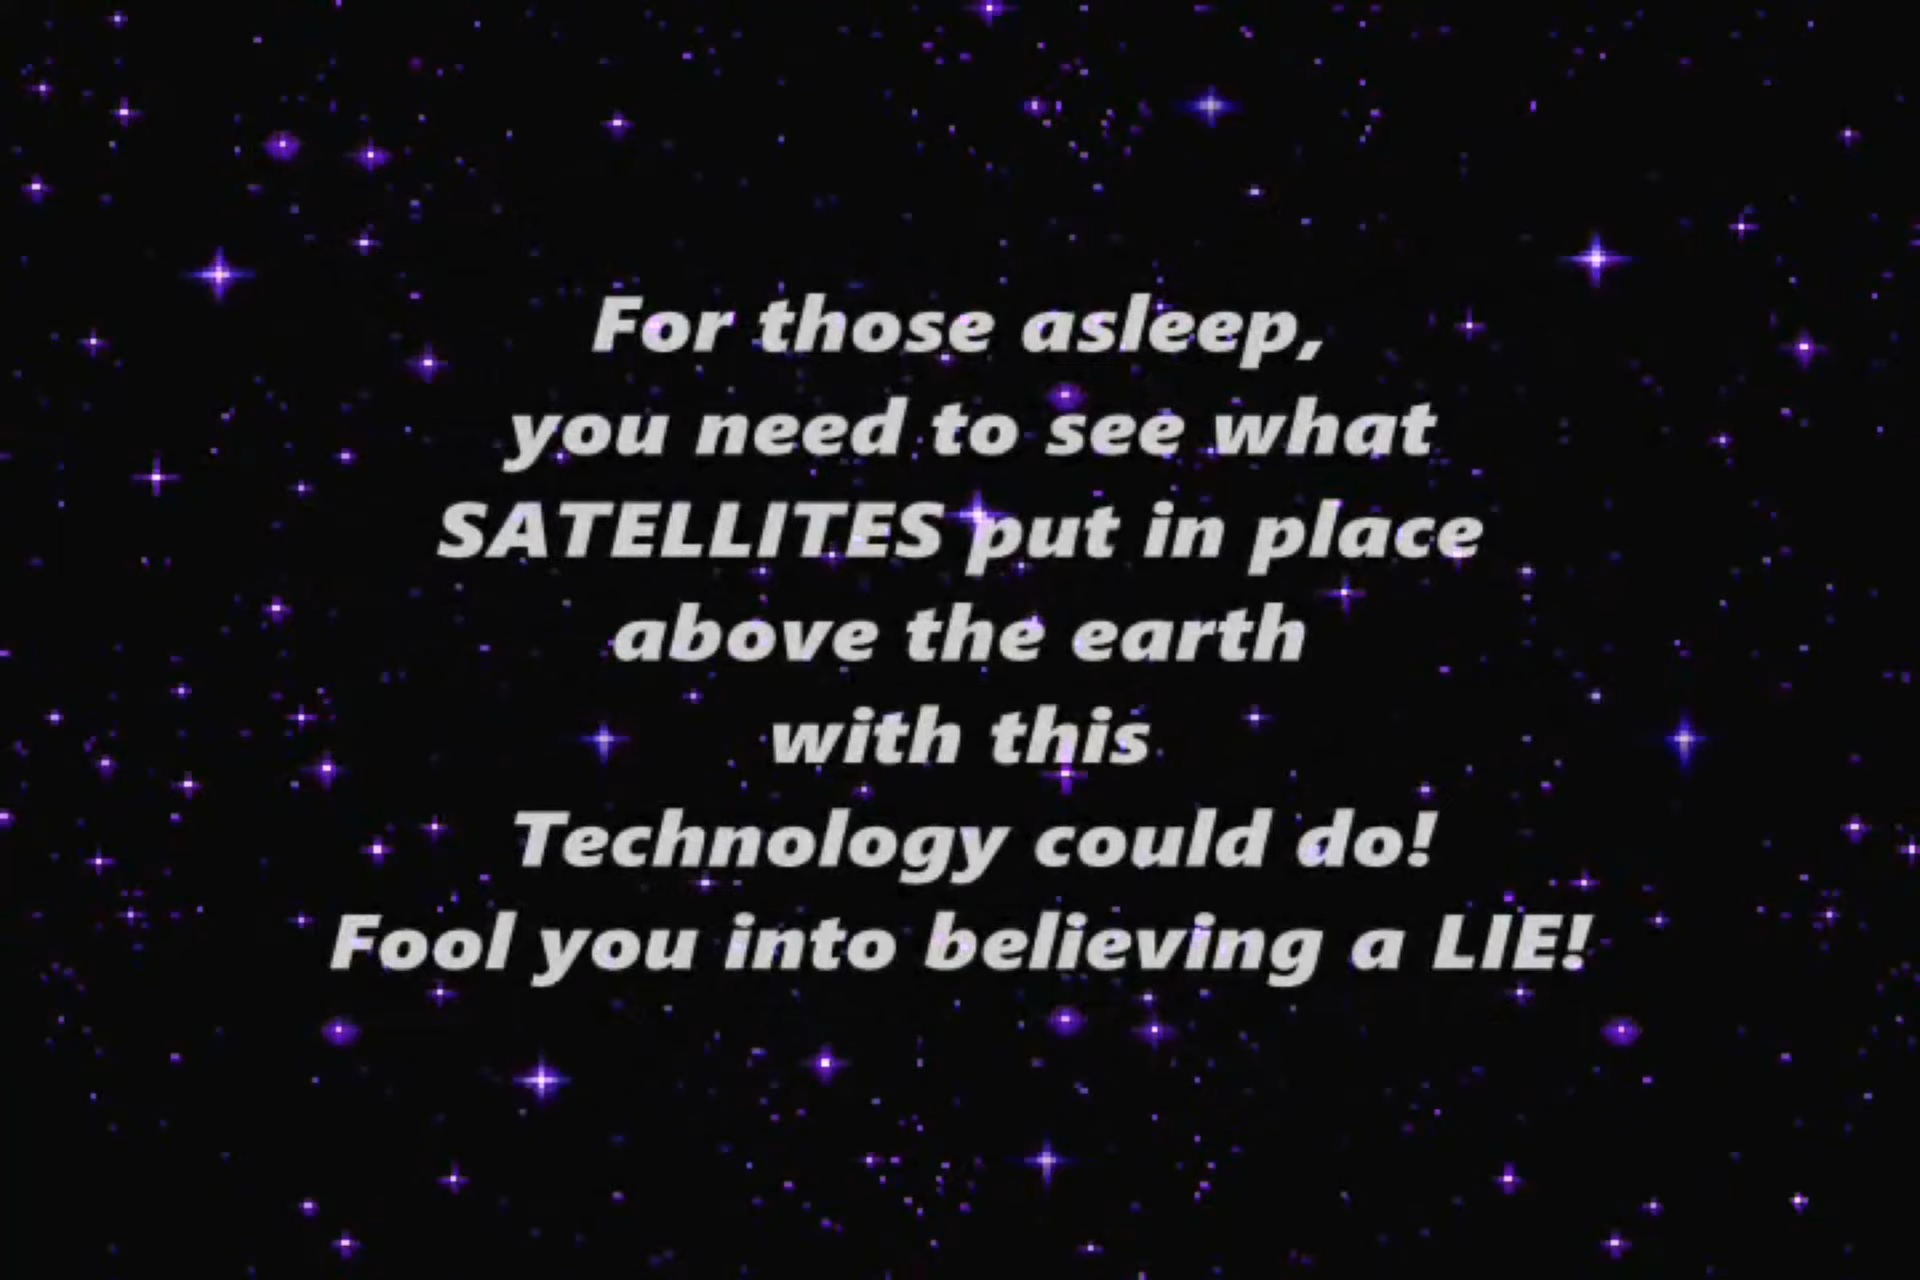 For those asleep,
you need to see what
SATELLITES put in place
above the earth
with this
Technology could do!
Fool you into believing a LIE!